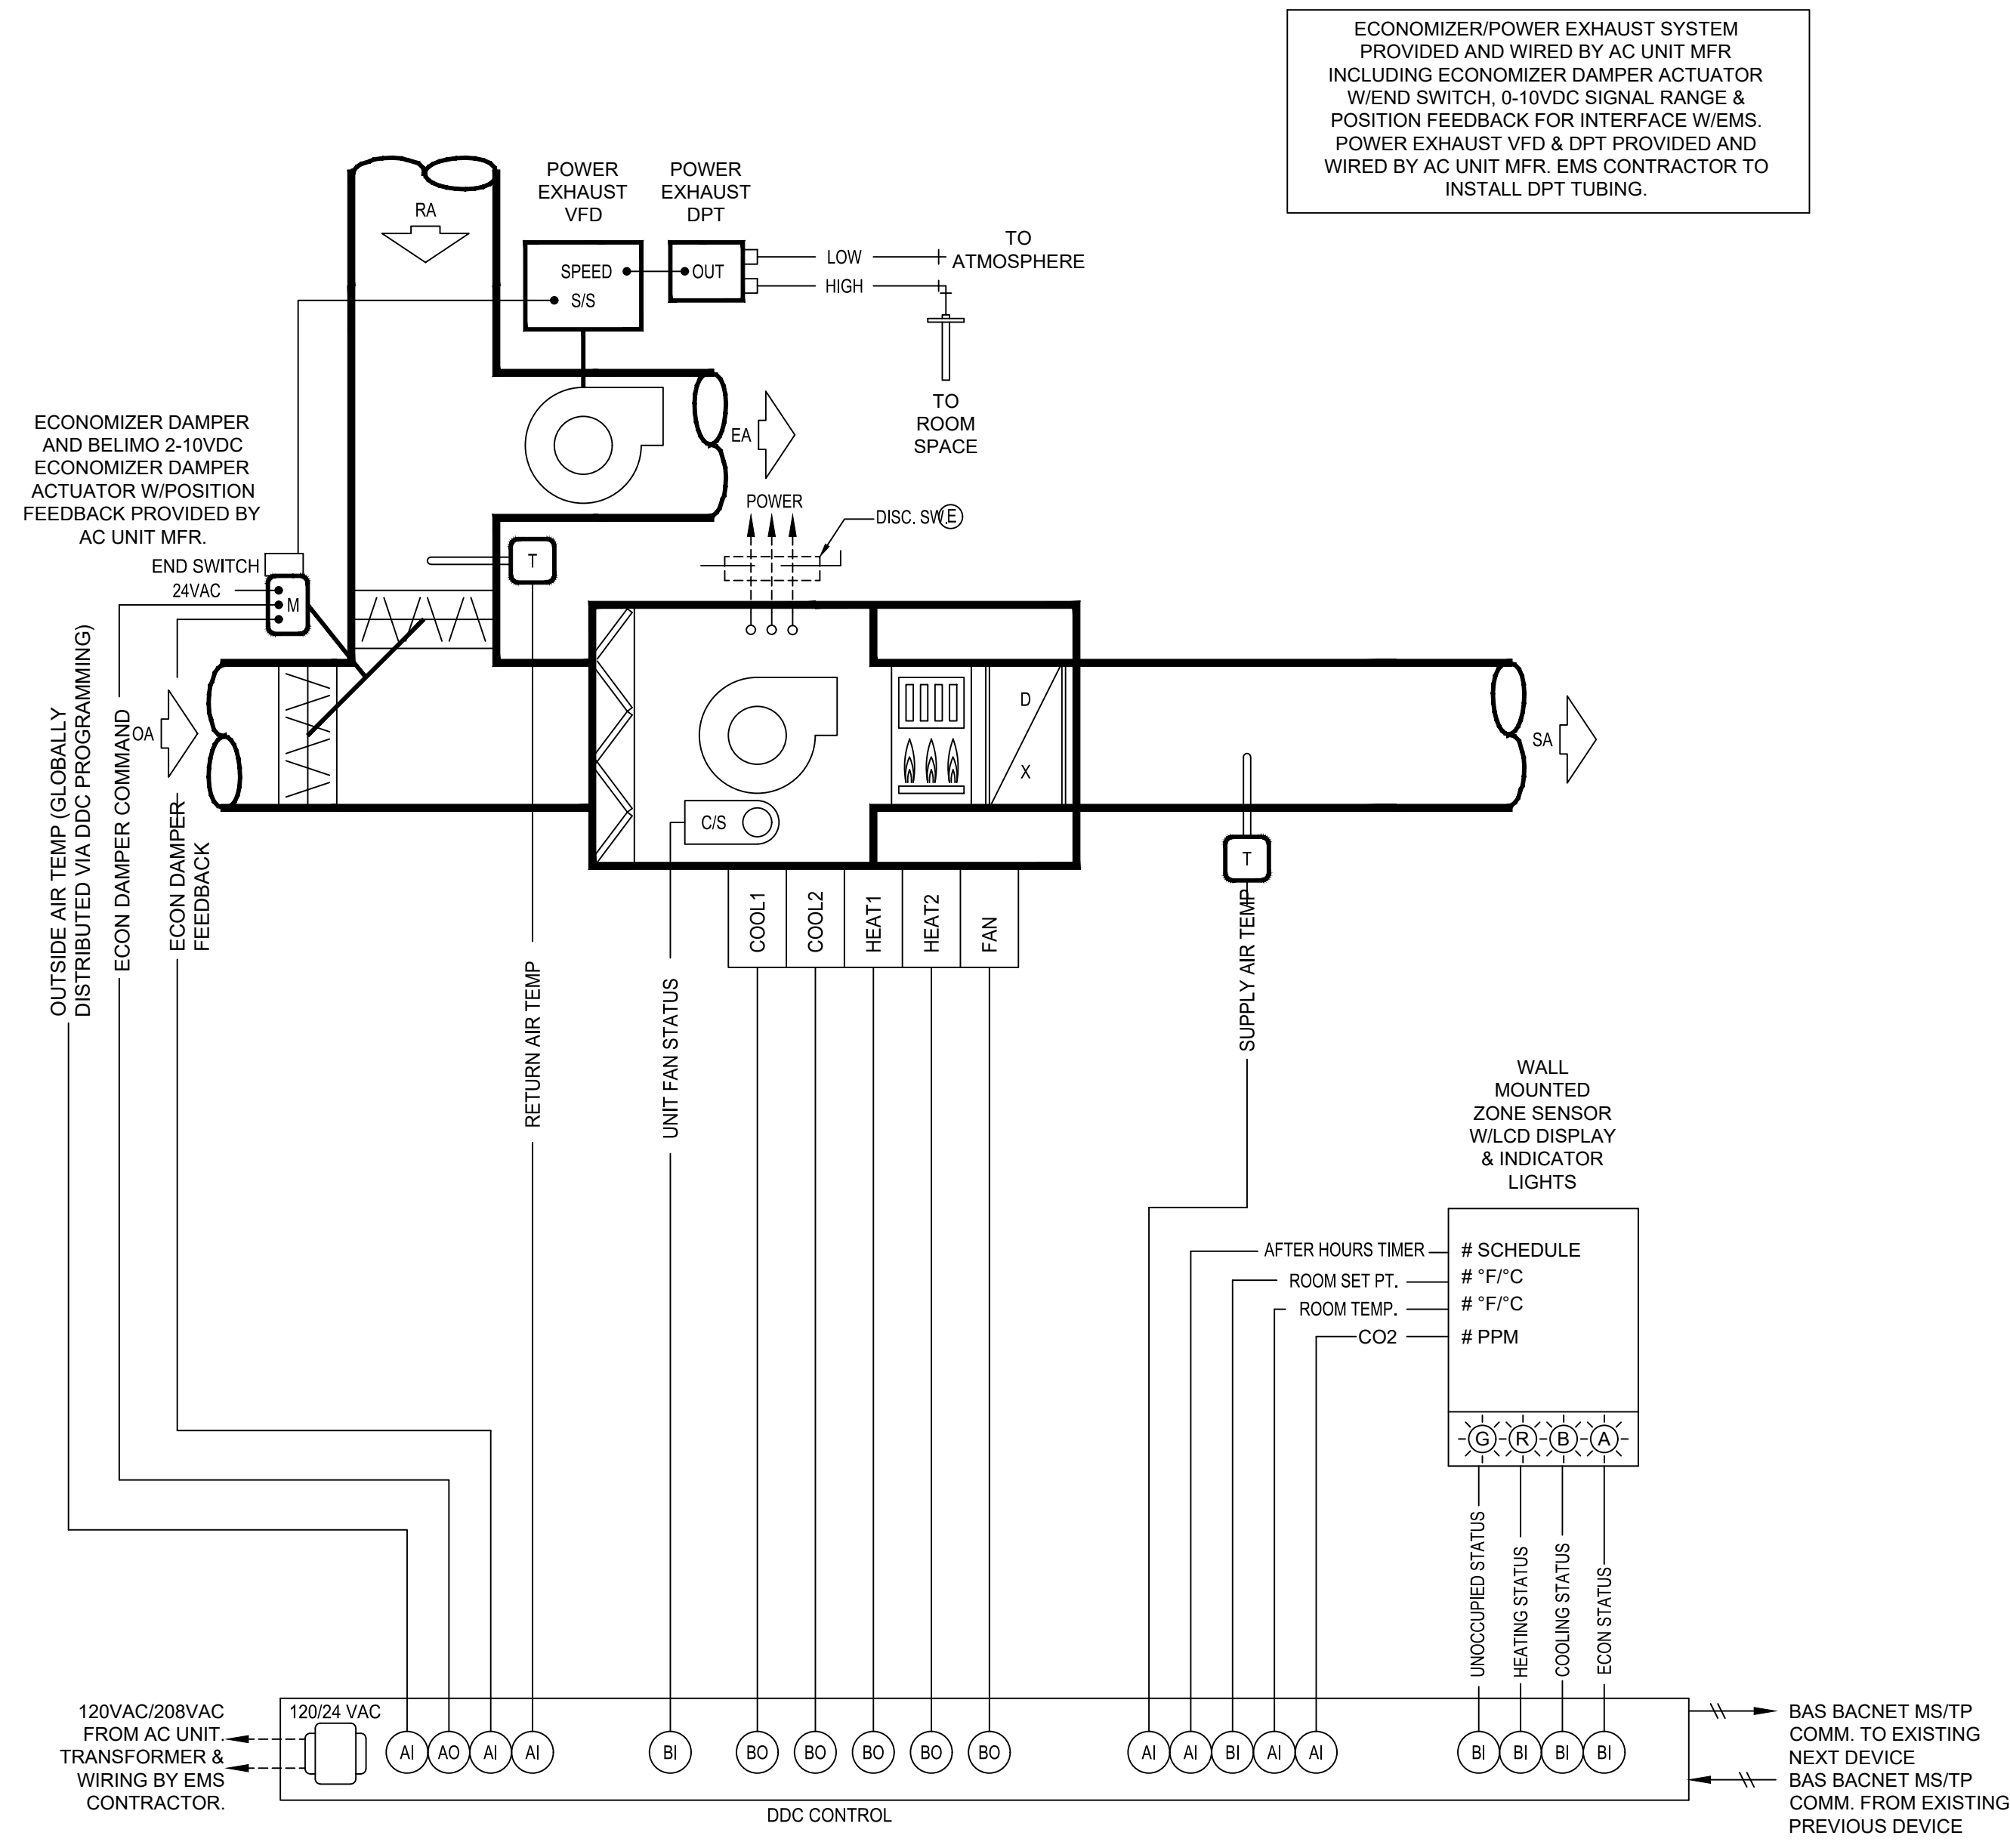 ECONOMIZER/POWER EXHAUST SYSTEM
PROVIDED AND WIRED BY AC UNIT MFR
INCLUDING ECONOMIZER DAMPER ACTUATOR
W/END SWITCH, 0-10VDC SIGNAL RANGE &
POSITION FEEDBACK FOR INTERFACE W/EMS.
POWER EXHAUST VFD & DPT PROVIDED AND
WIRED BY AC UNIT MFR. EMS CONTRACTOR TO
INSTALL DPT TUBING.
POWER
EXHAUST
VFD
POWER
EXHAUST
DPT
RA
SPEED
S/S
OUT
LOW
HIGH
TO
ATMOSPHERE
TO
ROOM
SPACE
EA
ECONOMIZER DAMPER
AND BELIMO 2-10VDC
ECONOMIZER DAMPER
ACTUATOR W/POSITION
FEEDBACK PROVIDED BY
AC UNIT MFR.
END SWITCH
24VAC
M
T
POWER
DISC. SW. E
OA
D
X
C/S
SA
T
COOL1
COOL2
HEAT1
HEAT2
FAN
OUTSIDE AIR TEMP (GLOBALLY
DISTRIBUTED VIA DDC PROGRAMMING)
ECON DAMPER COMMAND
ECON DAMPER
FEEDBACK
RETURN AIR TEMP
UNIT FAN STATUS
SUPPLY AIR TEMP
WALL
MOUNTED
ZONE SENSOR
W/LCD DISPLAY
& INDICATOR
LIGHTS
AFTER HOURS TIMER
# SCHEDULE
ROOM SET PT.
# °F/°C
ROOM TEMP.
# °F/°C
CO2
# PPM
G R B A
UNOCCUPIED STATUS
HEATING STATUS
COOLING STATUS
ECON STATUS
120VAC/208VAC
FROM AC UNIT.
TRANSFORMER &
WIRING BY EMS
CONTRACTOR.
120/24 VAC
AI AO AI AI BI BO BO BO BO BO AI AI BI AI AI BI BI BI BI
DDC CONTROL
BAS BACNET MS/TP
COMM. TO EXISTING
NEXT DEVICE
BAS BACNET MS/TP
COMM. FROM EXISTING
PREVIOUS DEVICE